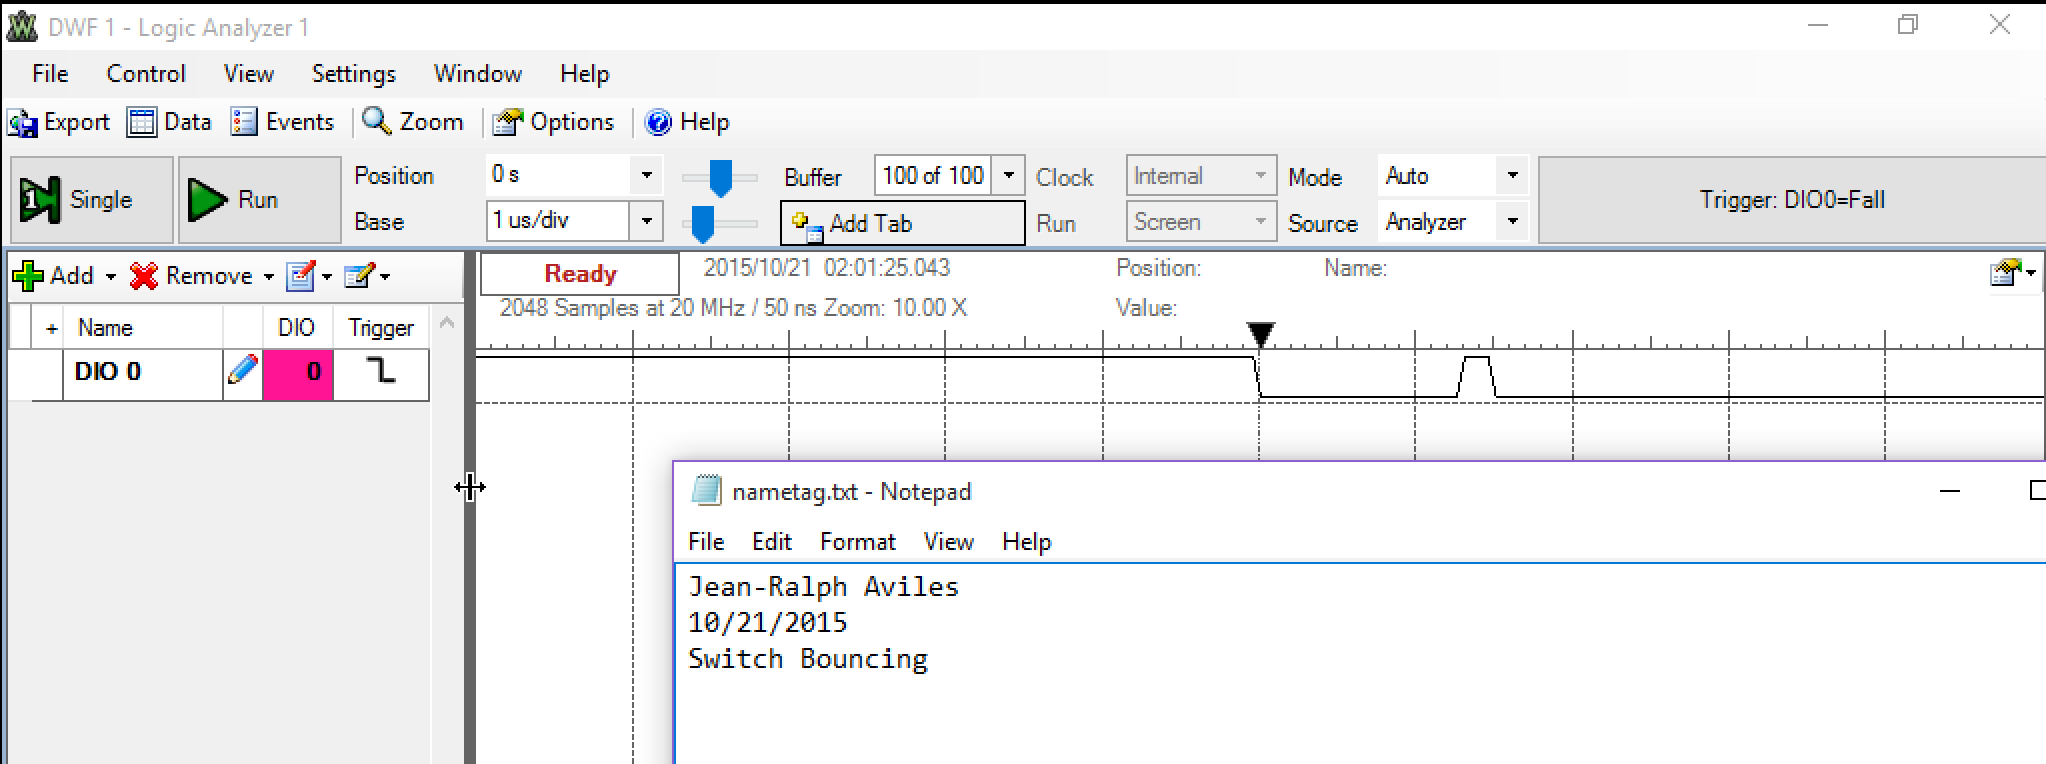 DWF 1 - Logic Analyzer 1
File Control View Settings Window Help
Export Data Events Zoom Options Help
Single Run Position 0 s Buffer 100 of 100 Clock Internal Mode Auto Trigger: DIO0=Fall
Base 1 us/div Add Tab Run Screen Source Analyzer
Add Remove Ready 2015/10/21 02:01:25.043 Position: Name:
2048 Samples at 20 MHz / 50 ns Zoom: 10.00 X Value:
+ Name DIO Trigger
DIO 0 0
nametag.txt - Notepad
File Edit Format View Help
Jean-Ralph Aviles
10/21/2015
Switch Bouncing